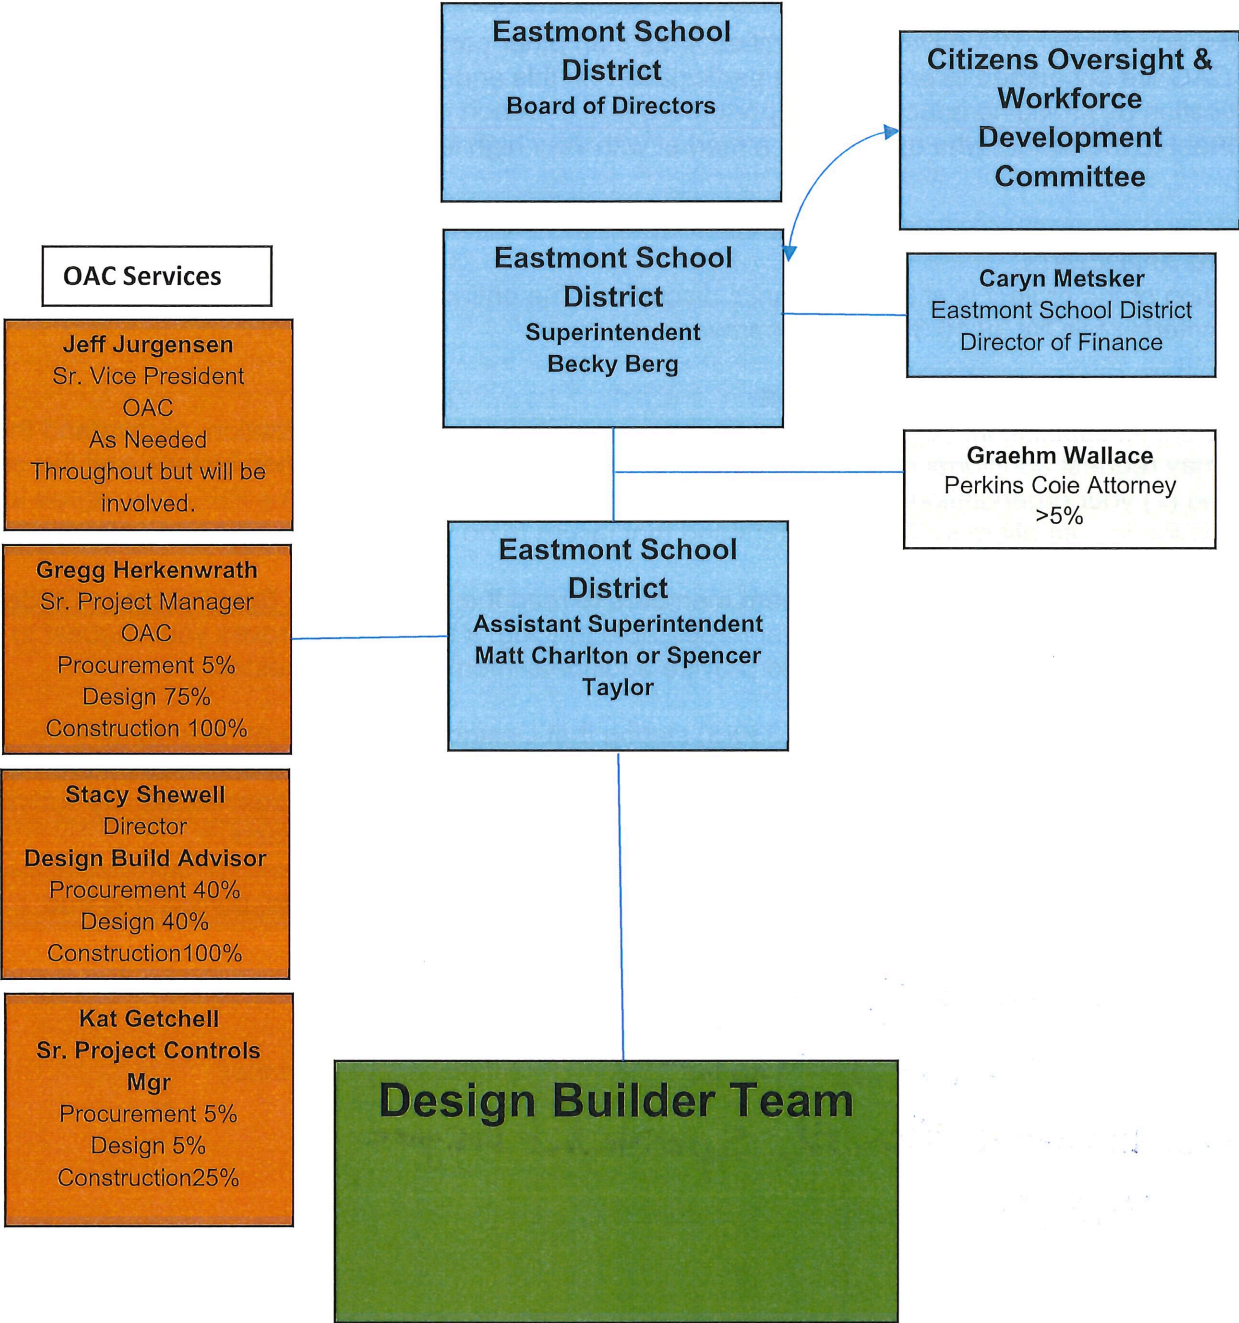 Eastmont School
District
Board of Directors
Citizens Oversight &
Workforce
Development
Committee
Eastmont School
District
Superintendent
Becky Berg
Caryn Metsker
Eastmont School District
Director of Finance
OAC Services
Jeff Jurgensen
Sr. Vice President
OAC
As Needed
Throughout but will be
involved.
Graehm Wallace
Perkins Coie Attorney
>5%
Gregg Herkenwrath
Sr. Project Manager
OAC
Procurement 5%
Design 75%
Construction 100%
Eastmont School
District
Assistant Superintendent
Matt Charlton or Spencer
Taylor
Stacy Shewell
Director
Design Build Advisor
Procurement 40%
Design 40%
Construction100%
Kat Getchell
Sr. Project Controls
Mgr
Procurement 5%
Design 5%
Construction25%
Design Builder Team